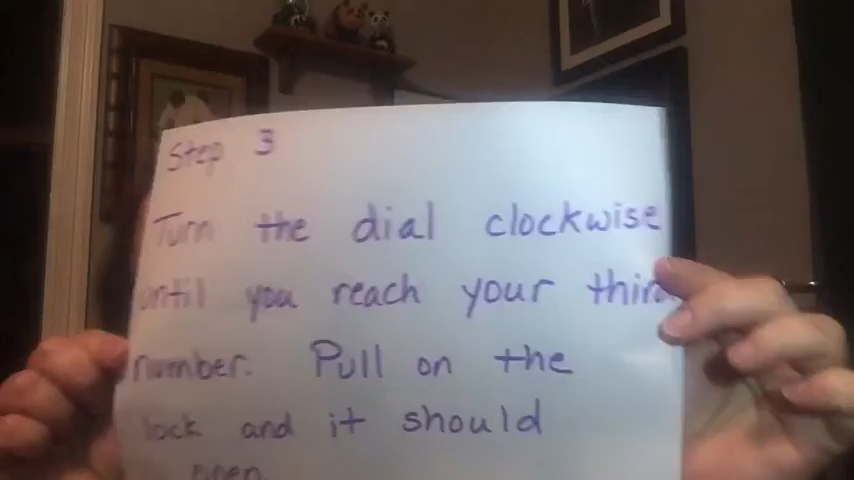 Step 3
Turn the dial clockwise
until you reach your third
number. Pull on the
lock and it should
open.